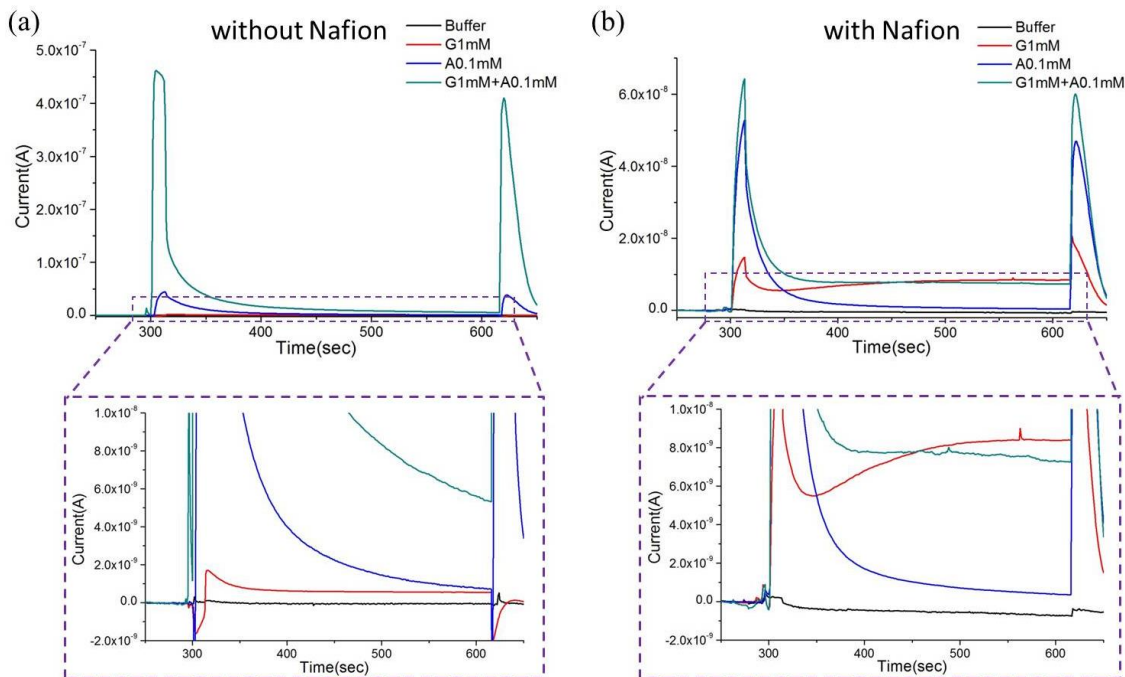 (a)
without Nafion
Buffer
G1mM
A0.1mM
G1mM+A0.1mM
5.0x10⁻⁷
4.0x10⁻⁷
3.0x10⁻⁷
2.0x10⁻⁷
1.0x10⁻⁷
0.0
Current(A)
300
400
500
600
Time(sec)
1.0x10⁻⁸
8.0x10⁻⁹
6.0x10⁻⁹
4.0x10⁻⁹
2.0x10⁻⁹
0.0
-2.0x10⁻⁹
Current(A)
300
400
500
600
Time(sec)
(b)
with Nafion
Buffer
G1mM
A0.1mM
G1mM+A0.1mM
6.0x10⁻⁸
4.0x10⁻⁸
2.0x10⁻⁸
0.0
Current(A)
300
400
500
600
Time(sec)
1.0x10⁻⁸
8.0x10⁻⁹
6.0x10⁻⁹
4.0x10⁻⁹
2.0x10⁻⁹
0.0
-2.0x10⁻⁹
Current(A)
300
400
500
600
Time(sec)